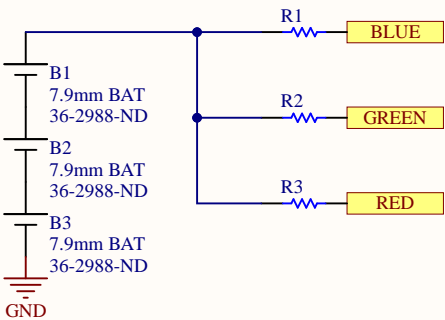 R1
BLUE
B1
7.9mm BAT
36-2988-ND
R2
GREEN
B2
7.9mm BAT
36-2988-ND
R3
RED
B3
7.9mm BAT
36-2988-ND
GND